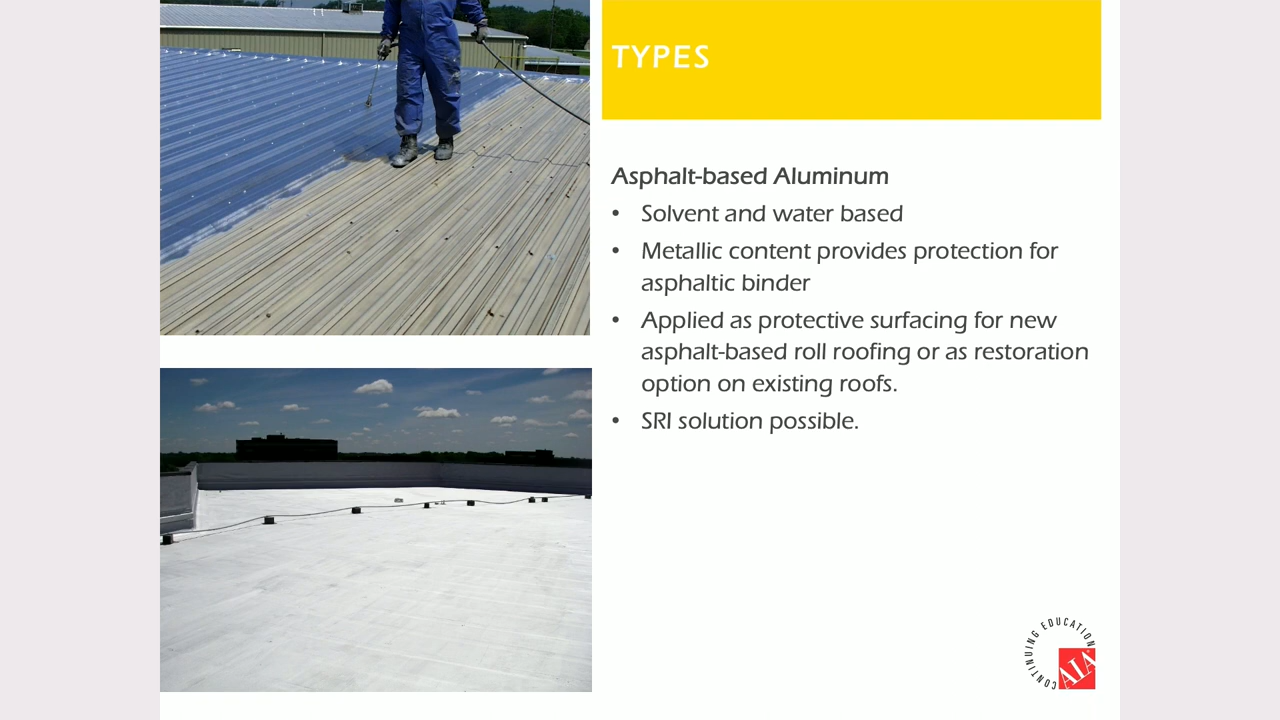 TYPES
Asphalt-based Aluminum
• Solvent and water based
• Metallic content provides protection for
asphaltic binder
• Applied as protective surfacing for new
asphalt-based roll roofing or as restoration
option on existing roofs.
• SRI solution possible.
CONTINUING EDUCATION
AIA